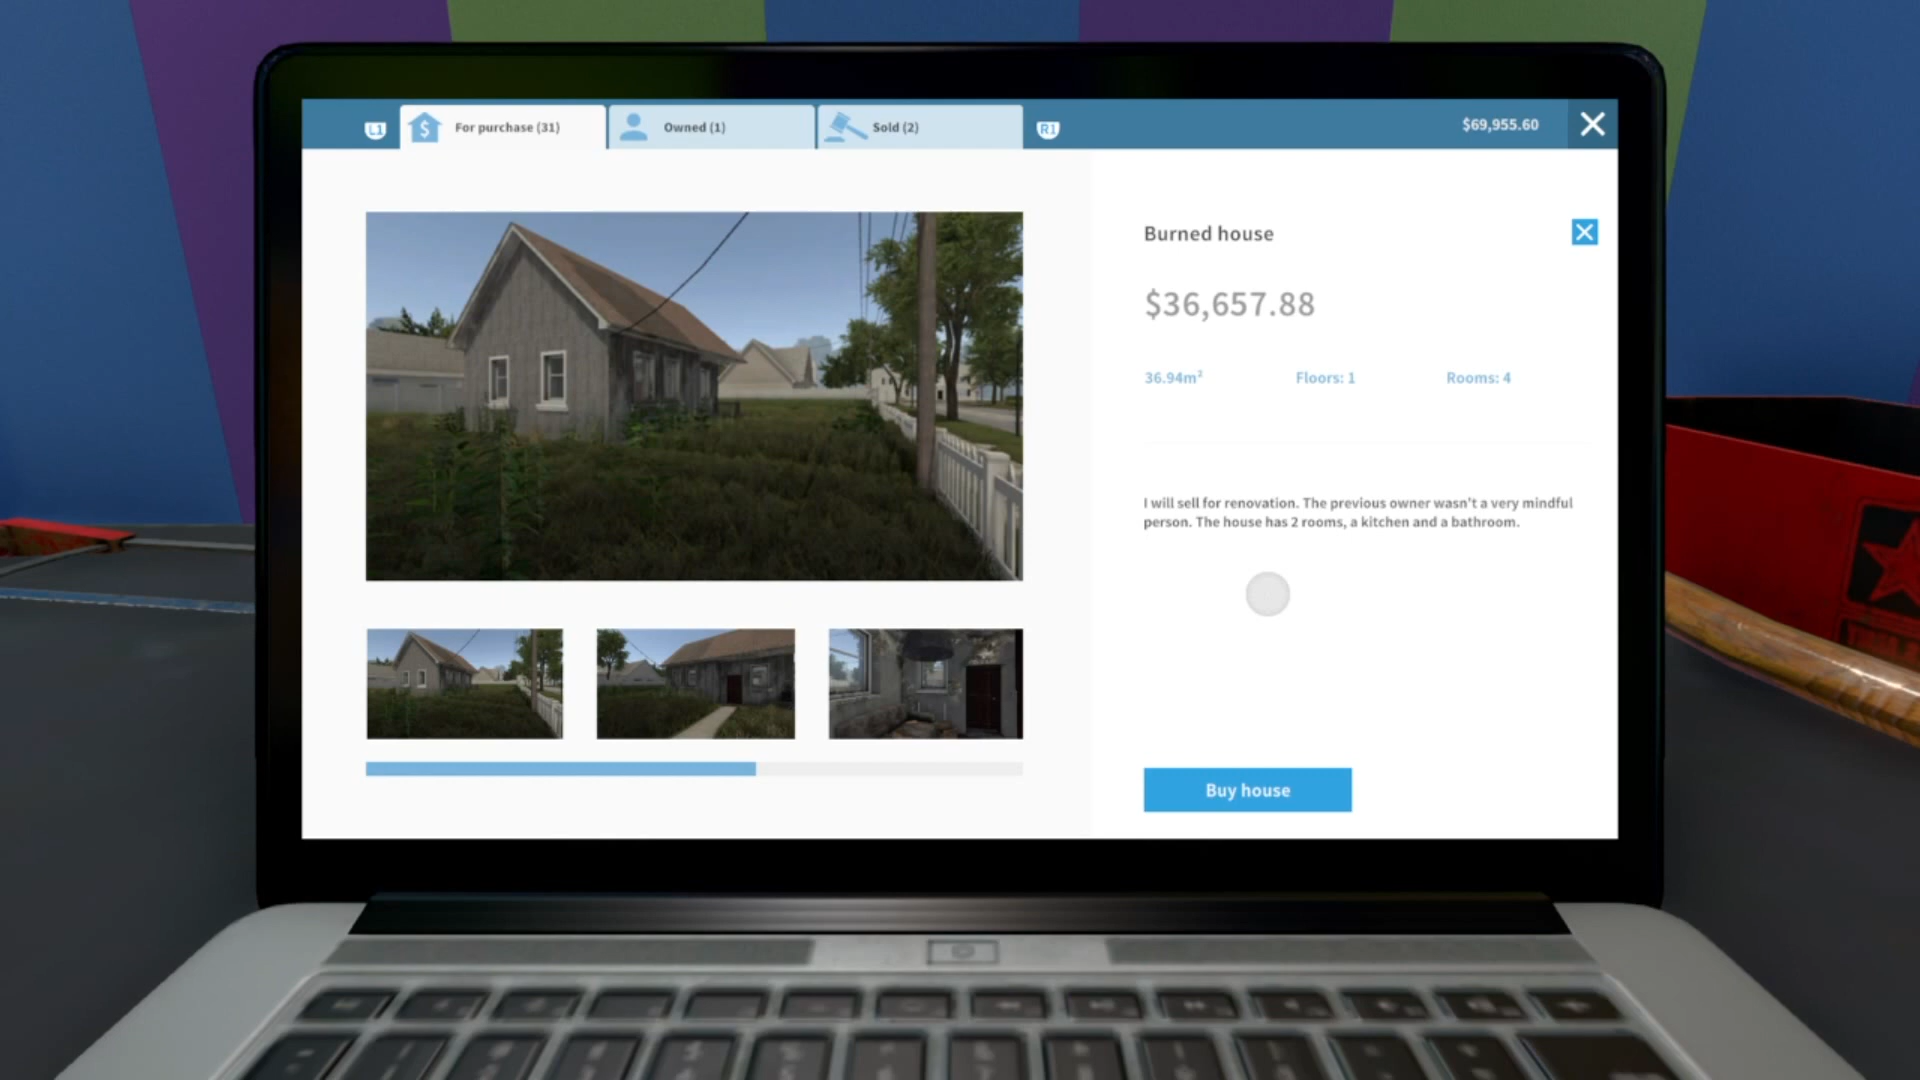 L1
For purchase (31)
Owned (1)
Sold (2)
R1
$69,955.60
Burned house
$36,657.88
36.94m²
Floors: 1
Rooms: 4
I will sell for renovation. The previous owner wasn't a very mindful
person. The house has 2 rooms, a kitchen and a bathroom.
Buy house